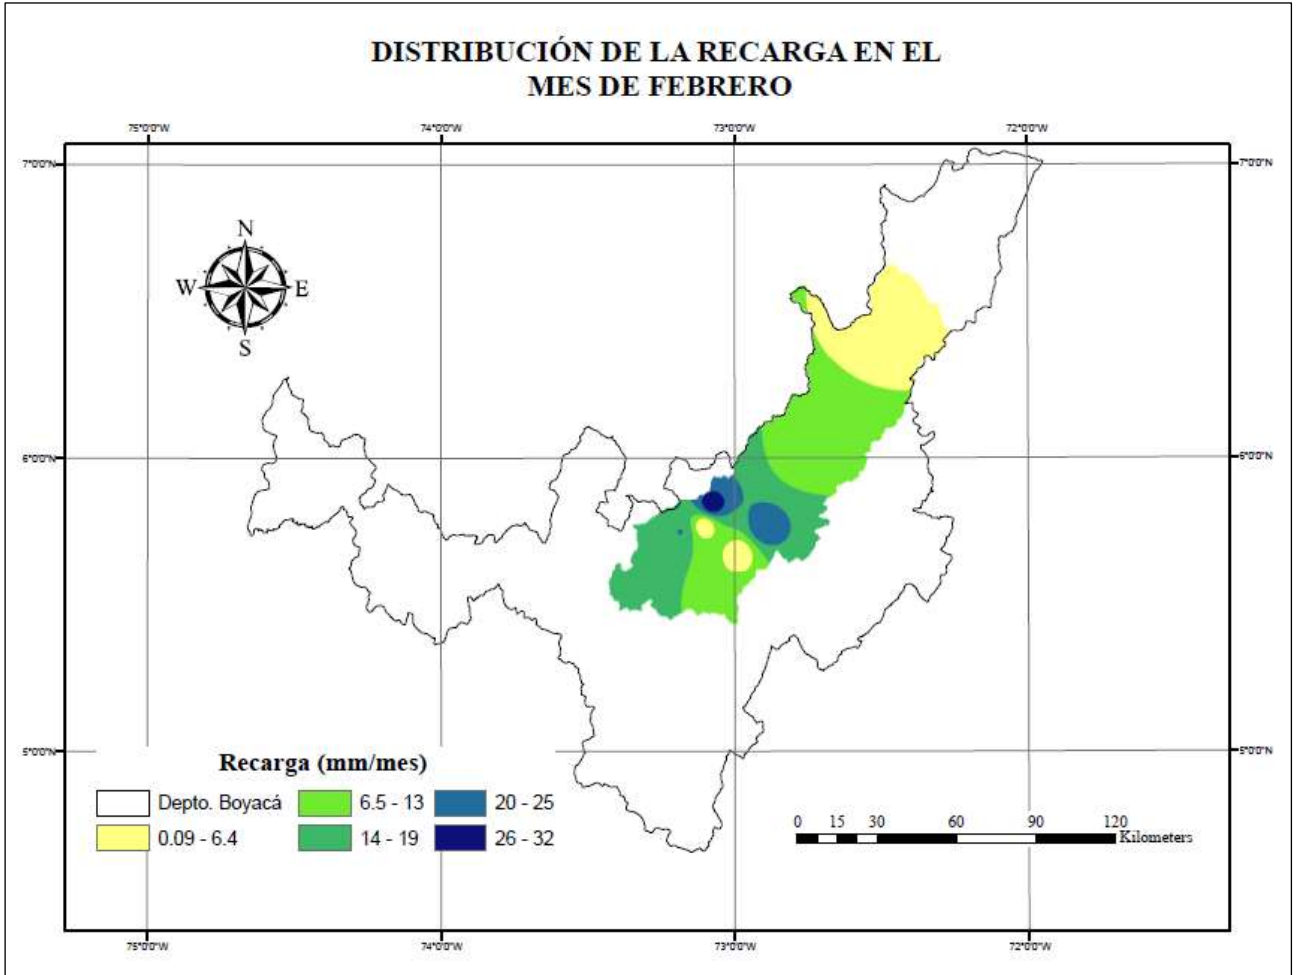 DISTRIBUCIÓN DE LA RECARGA EN EL
MES DE FEBRERO
75°0'0"W 74°0'0"W 73°0'0"W 72°0'0"W
7°0'0"N 7°0'0"N
N
W E
S
6°0'0"N 6°0'0"N
5°0'0"N 5°0'0"N
Recarga (mm/mes)
Depto. Boyacá 6.5 - 13 20 - 25
0.09 - 6.4 14 - 19 26 - 32
0 15 30 60 90 120
Kilometers
75°0'0"W 74°0'0"W 73°0'0"W 72°0'0"W